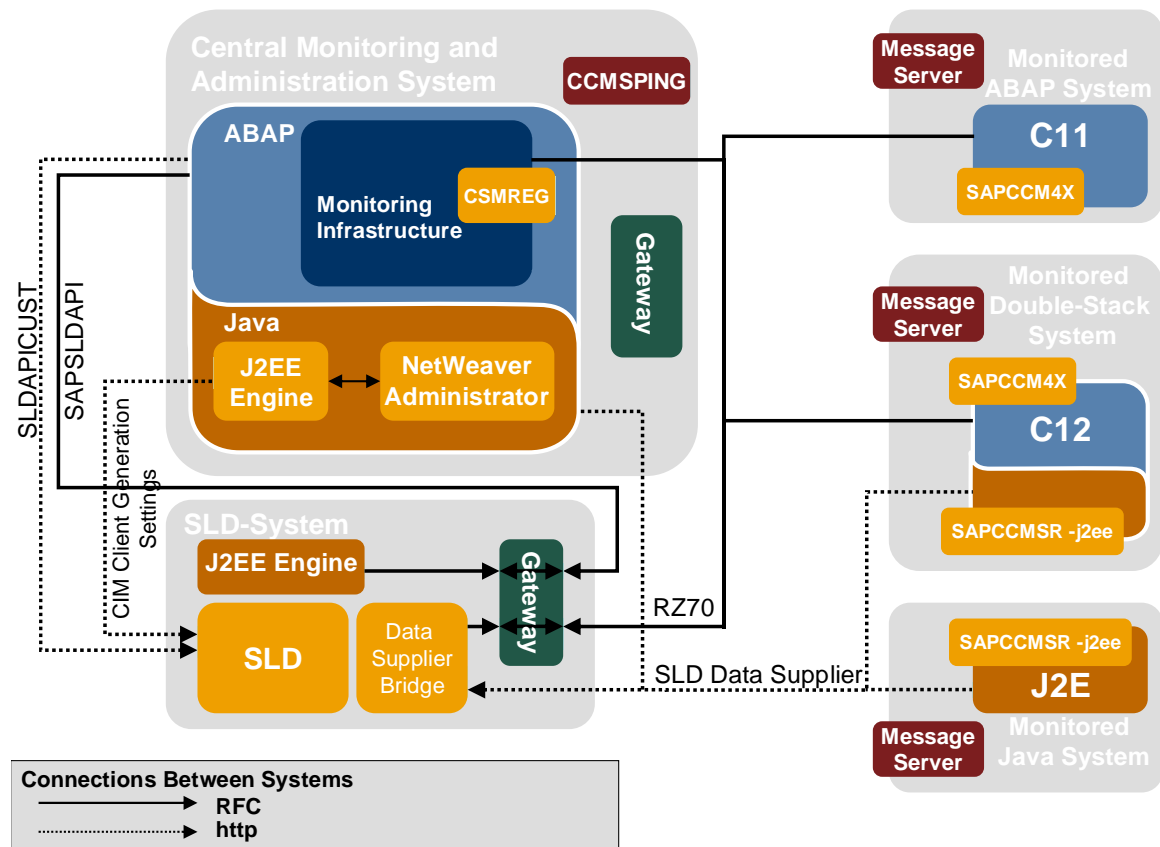 Central Monitoring and
Administration System
CCMSPING
ABAP
Monitoring
Infrastructure
CSMREG
Gateway
Java
J2EE
Engine
NetWeaver
Administrator
SLDAPICUST
SAPSLDAPI
CIM Client Generation
Settings
SLD-System
J2EE Engine
Gateway
SLD
Data
Supplier
Bridge
RZ70
SLD Data Supplier
Message
Server
Monitored
ABAP System
C11
SAPCCM4X
Message
Server
Monitored
Double-Stack
System
SAPCCM4X
C12
SAPCCMSR -j2ee
SAPCCMSR -j2ee
J2E
Message
Server
Monitored
Java System
Connections Between Systems
RFC
http